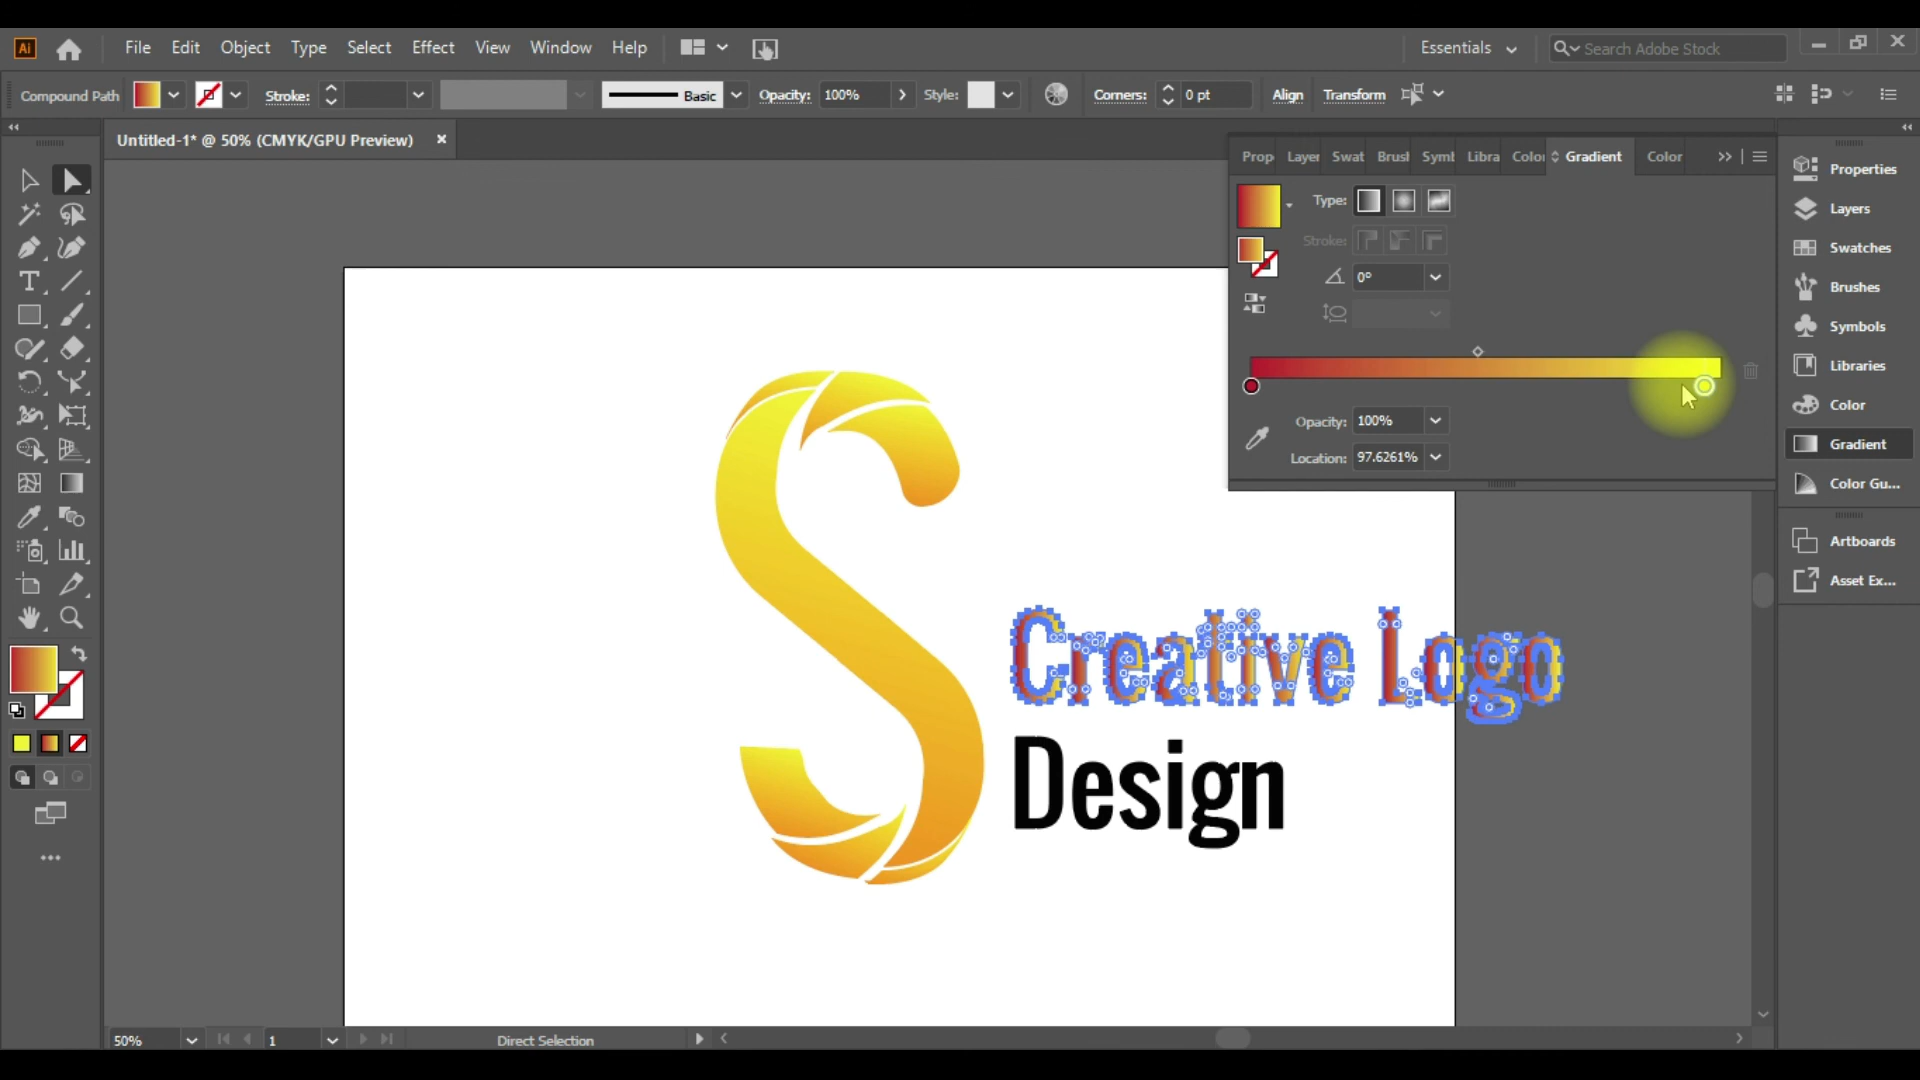 Ai File Edit Object Type Select Effect View Window Help Essentials Search Adobe Stock
Compound Path Stroke: Basic Opacity: 100% Style: Corners: 0 pt Align Transform
Untitled-1* @ 50% (CMYK/GPU Preview)
Prop Layer Swat Brusl Symb Libra Color Gradient Color
Type:
Stroke:
0°
Opacity: 100%
Location: 97.6261%
Properties
Layers
Swatches
Brushes
Symbols
Libraries
Color
Gradient
Color Gu...
Artboards
Asset Ex...
S
Creative Logo
Design
50% 1 Direct Selection